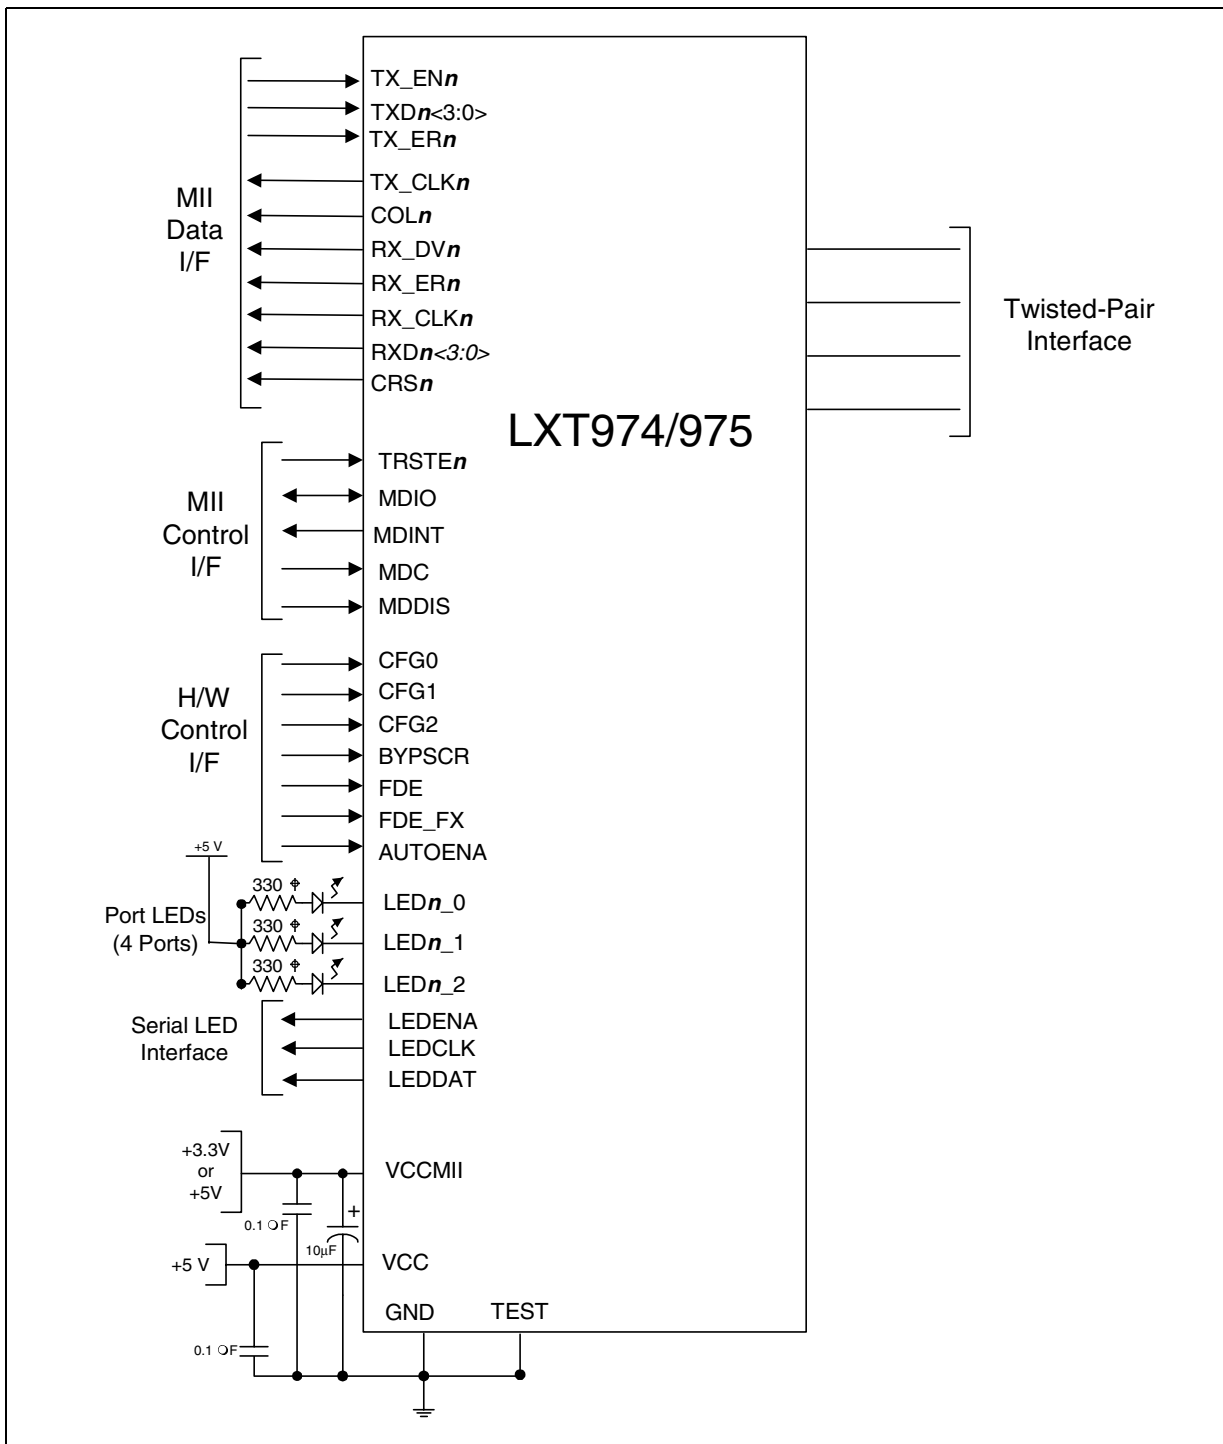 TX_ENn
TXDn<3:0>
TX_ERn
TX_CLKn
COLn
RX_DVn
RX_ERn
RX_CLKn
RXDn<3:0>
CRSn
MII
Data
I/F
Twisted-Pair
Interface
LXT974/975
TRSTEn
MDIO
MDINT
MDC
MDDIS
MII
Control
I/F
CFG0
CFG1
CFG2
BYPSCR
FDE
FDE_FX
AUTOENA
H/W
Control
I/F
+5 V
330 ϕ
LEDn_0
330 ϕ
LEDn_1
330 ϕ
LEDn_2
Port LEDs
(4 Ports)
LEDENA
LEDCLK
LEDDAT
Serial LED
Interface
+3.3V
or
+5V
VCCMII
0.1 ❍F
+
10µF
+5 V
VCC
0.1 ❍F
GND
TEST